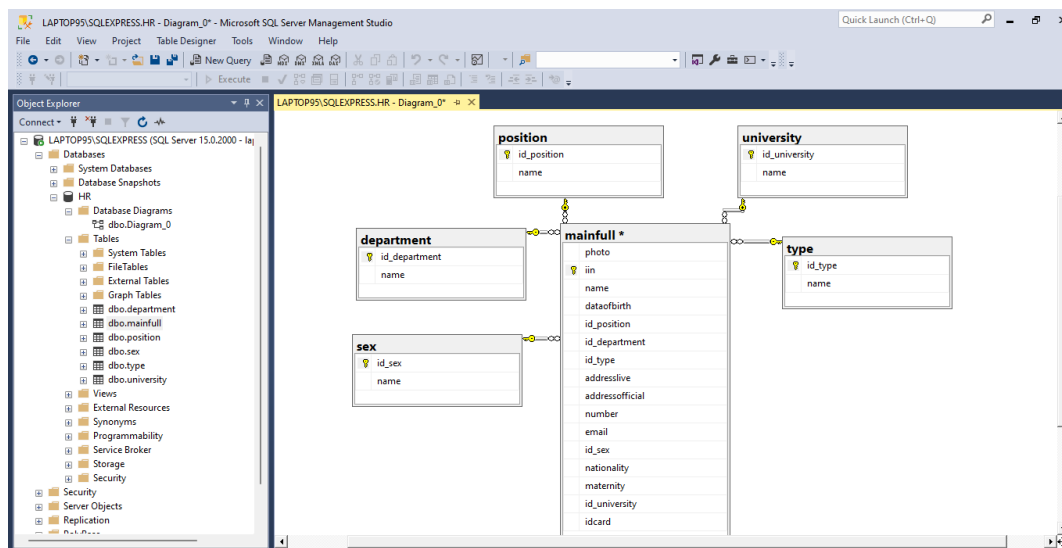 LAPTOP95\SQLEXPRESS.HR - Diagram_0* - Microsoft SQL Server Management Studio
Quick Launch (Ctrl+Q)
File Edit View Project Table Designer Tools Window Help
New Query
Execute
Object Explorer
LAPTOP95\SQLEXPRESS.HR - Diagram_0*
Connect
LAPTOP95\SQLEXPRESS (SQL Server 15.0.2000 - lap
Databases
System Databases
Database Snapshots
HR
Database Diagrams
dbo.Diagram_0
Tables
System Tables
FileTables
External Tables
Graph Tables
dbo.department
dbo.mainfull
dbo.position
dbo.sex
dbo.type
dbo.university
Views
External Resources
Synonyms
Programmability
Service Broker
Storage
Security
Security
Server Objects
Replication
PolyBase
position
id_position
name
university
id_university
name
department
id_department
name
mainfull *
photo
iin
name
dataofbirth
id_position
id_department
id_type
addresslive
addressofficial
number
email
id_sex
nationality
maternity
id_university
idcard
type
id_type
name
sex
id_sex
name